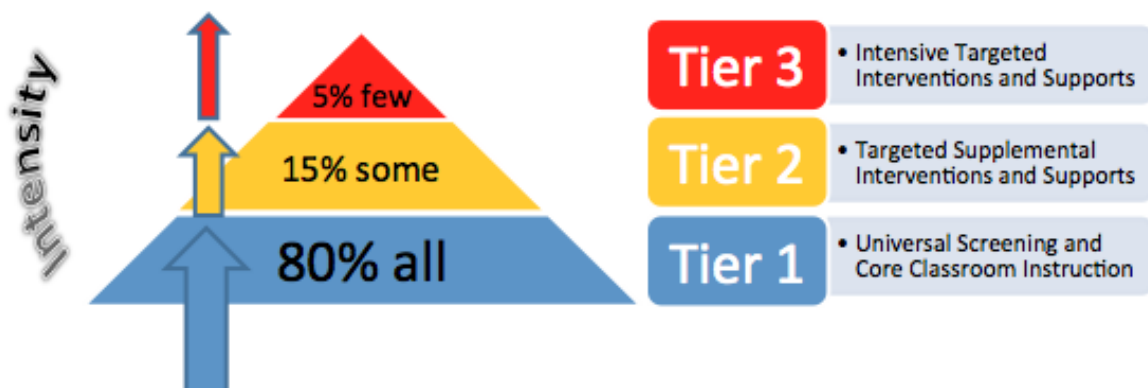 Intensity
5% few
15% some
80% all
Tier 3
• Intensive Targeted
Interventions and Supports
Tier 2
• Targeted Supplemental
Interventions and Supports
Tier 1
• Universal Screening and
Core Classroom Instruction